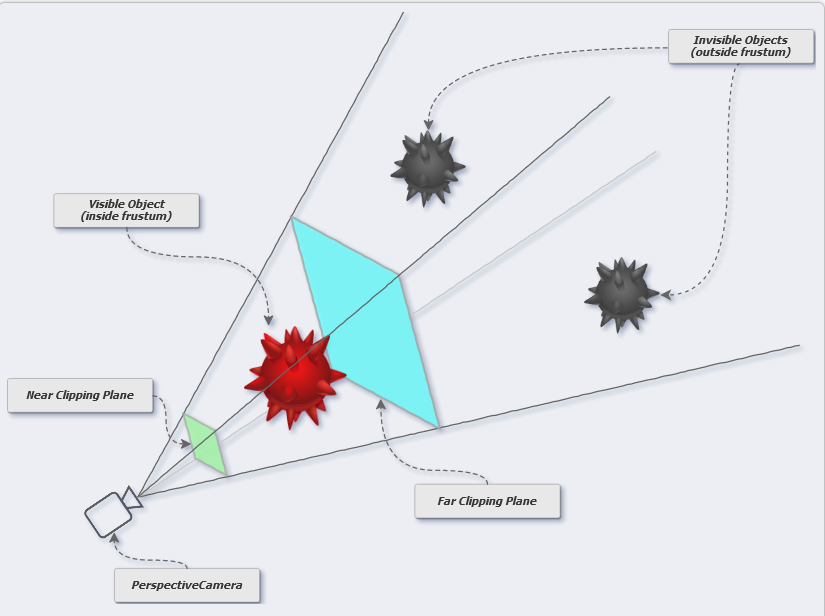 Invisible Objects
(outside frustum)
Visible Object
(inside frustum)
Near Clipping Plane
Far Clipping Plane
PerspectiveCamera